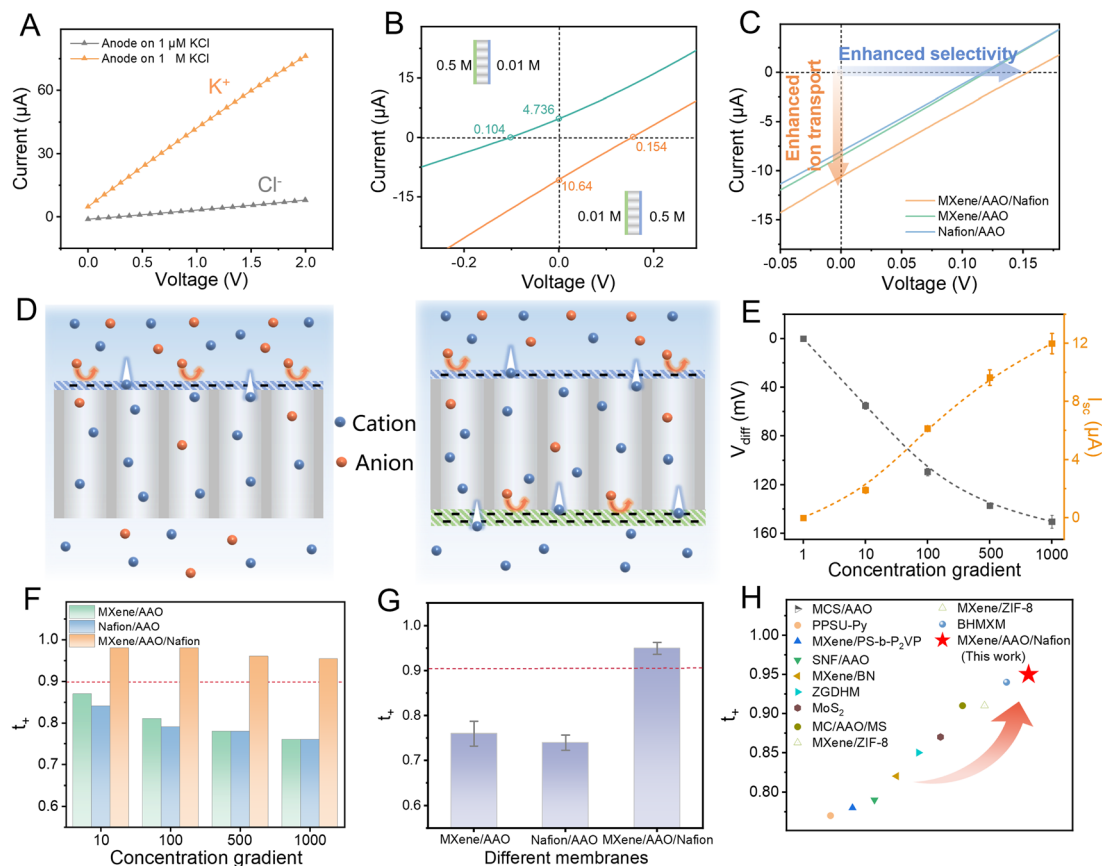 A
Anode on 1 μM KCl
Anode on 1 M KCl
K+
Cl-
Current (μA)
60
30
0
0.0 0.5 1.0 1.5 2.0
Voltage (V)
B
0.5 M 0.01 M
4.736
0.104
0.154
10.64
0.01 M 0.5 M
Current (μA)
15
0
-15
-0.2 0.0 0.2
Voltage (V)
C
Enhanced selectivity
Enhanced
ion transport
MXene/AAO/Nafion
MXene/AAO
Nafion/AAO
Current (μA)
5
0
-5
-10
-15
-0.05 0.00 0.05 0.10 0.15
Voltage (V)
D
Cation
Anion
E
Vdiff (mV)
0
40
80
120
160
Isc (μA)
12
8
4
0
1 10 100 500 1000
Concentration gradient
F
MXene/AAO
Nafion/AAO
MXene/AAO/Nafion
t+
1.0
0.9
0.8
0.7
0.6
10 100 500 1000
Concentration gradient
G
t+
1.0
0.9
0.8
0.7
0.6
MXene/AAO Nafion/AAO MXene/AAO/Nafion
Different membranes
H
MCS/AAO
PPSU-Py
MXene/PS-b-P2VP
SNF/AAO
MXene/BN
ZGDHM
MoS2
MC/AAO/MS
MXene/ZIF-8
MXene/ZIF-8
BHMXM
MXene/AAO/Nafion
(This work)
t+
1.00
0.95
0.90
0.85
0.80